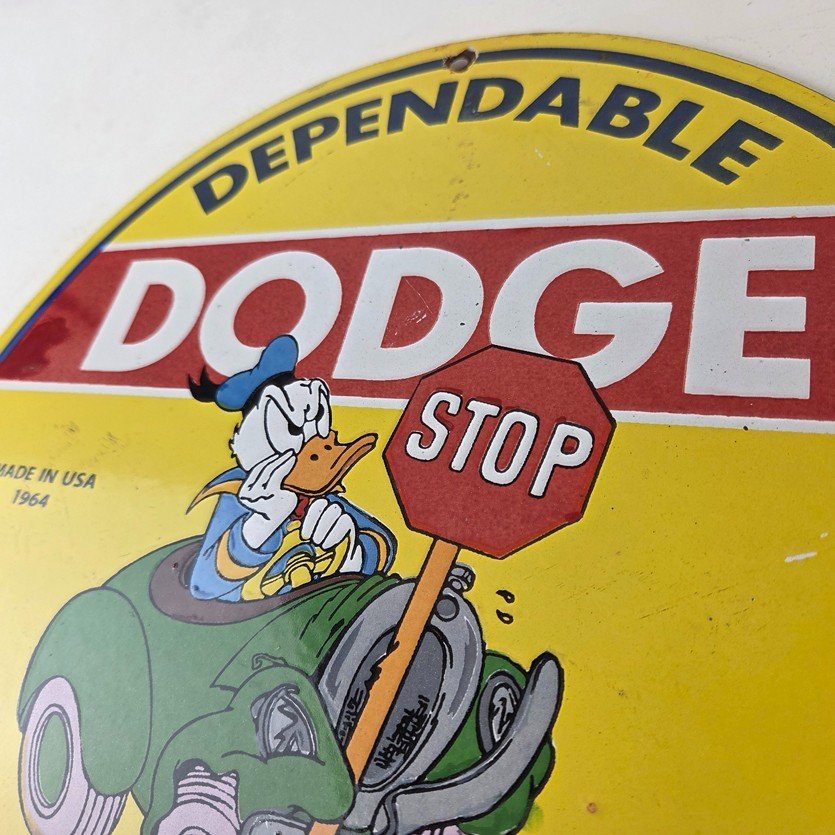 DEPENDABLE
DODGE
STOP
MADE IN USA
1964